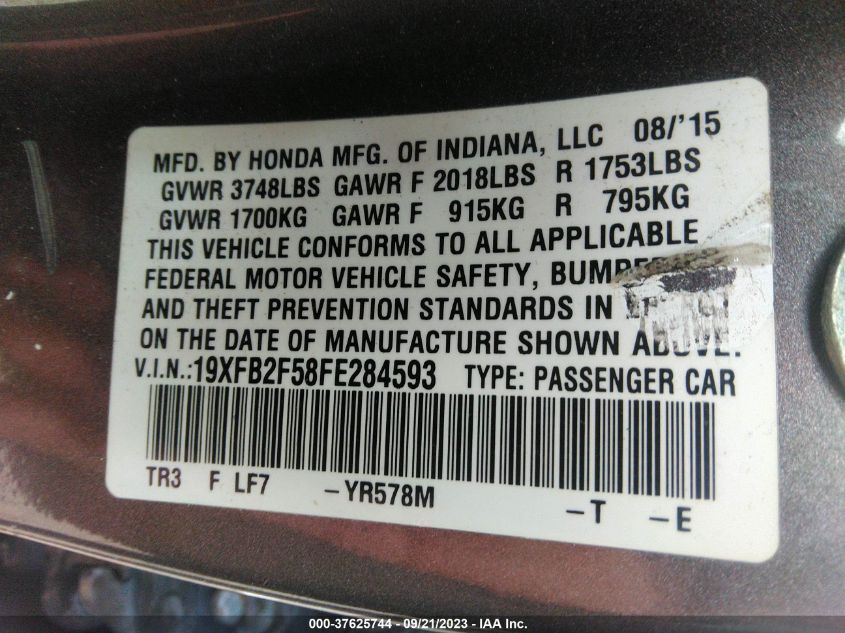 MFD. BY HONDA MFG. OF INDIANA, LLC 08/'15
GVWR 3748LBS GAWR F 2018LBS R 1753LBS
GVWR 1700KG GAWR F 915KG R 795KG
THIS VEHICLE CONFORMS TO ALL APPLICABLE
FEDERAL MOTOR VEHICLE SAFETY,
AND THEFT PREVENTION STANDARDS IN
ON THE DATE OF MANUFACTURE SHOWN ABOVE.
V.I.N.:19XFB2F58FE284593 TYPE: PASSENGER CAR
TR3 F LF7 -YR578M -T -E
000-37625744 - 09/21/2023 - IAA Inc.